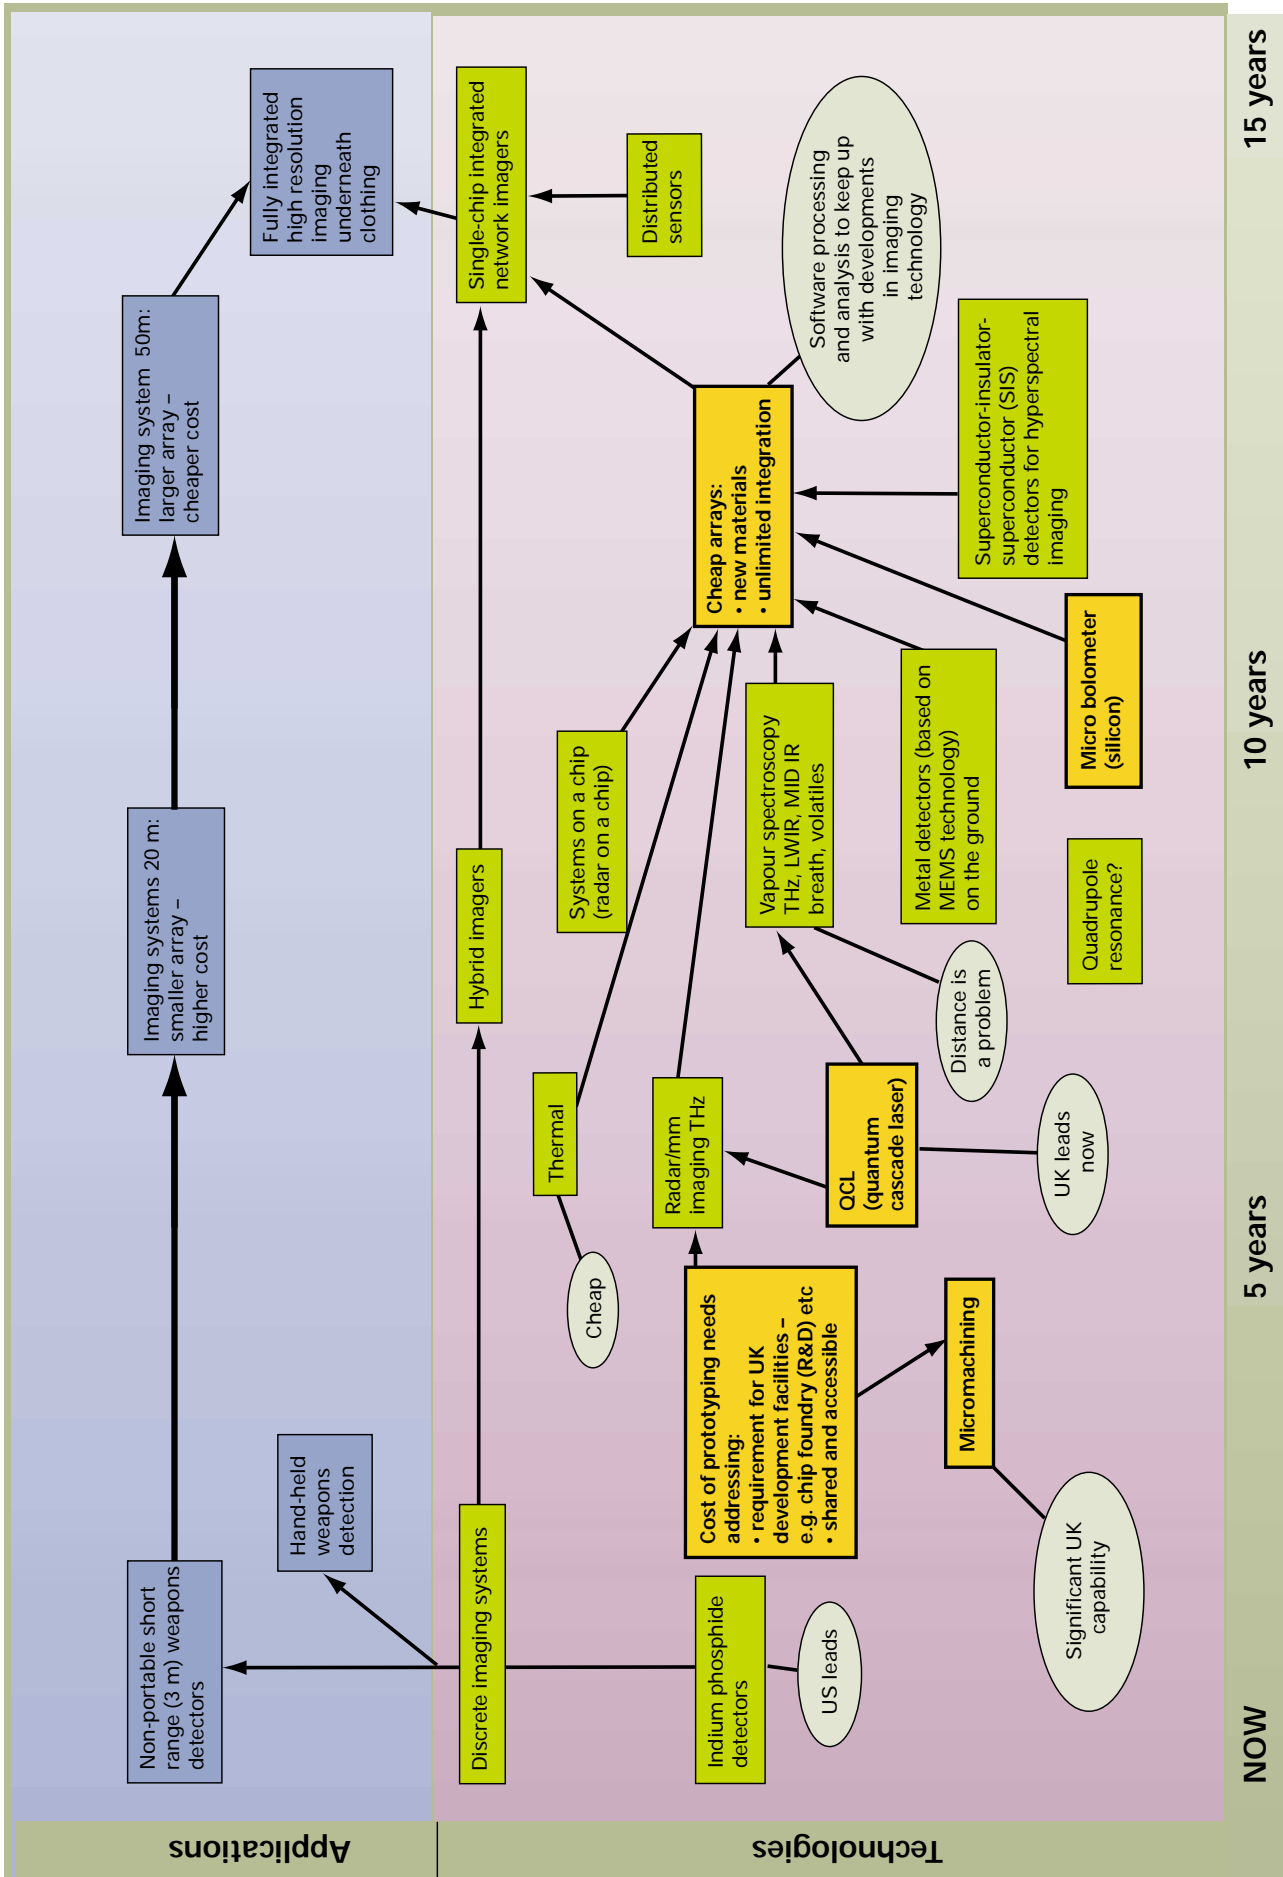 Applications
Technologies
Non-portable short
range (3 m) weapons
detectors
Hand-held
weapons
detection
Imaging systems 20 m:
smaller array –
higher cost
Imaging system 50m:
larger array –
cheaper cost
Fully integrated
high resolution
imaging
underneath
clothing
Discrete imaging systems
Hybrid imagers
Single-chip integrated
network imagers
Distributed
sensors
Cheap
Thermal
Systems on a chip
(radar on a chip)
Radar/mm
imaging THz
Indium phosphide
detectors
US leads
Cost of prototyping needs
addressing:
• requirement for UK
development facilities –
e.g. chip foundry (R&D) etc
• shared and accessible
Micromachining
Significant UK
capability
QCL
(quantum
cascade laser)
UK leads
now
Vapour spectroscopy
THz, LWIR, MID IR
breath, volatiles
Distance is
a problem
Cheap arrays:
• new materials
• unlimited integration
Software processing
and analysis to keep up
with developments
in imaging
technology
Metal detectors (based on
MEMS technology)
on the ground
Superconductor-insulator-
superconductor (SIS)
detectors for hyperspectral
imaging
Micro bolometer
(silicon)
Quadrupole
resonance?
NOW
5 years
10 years
15 years